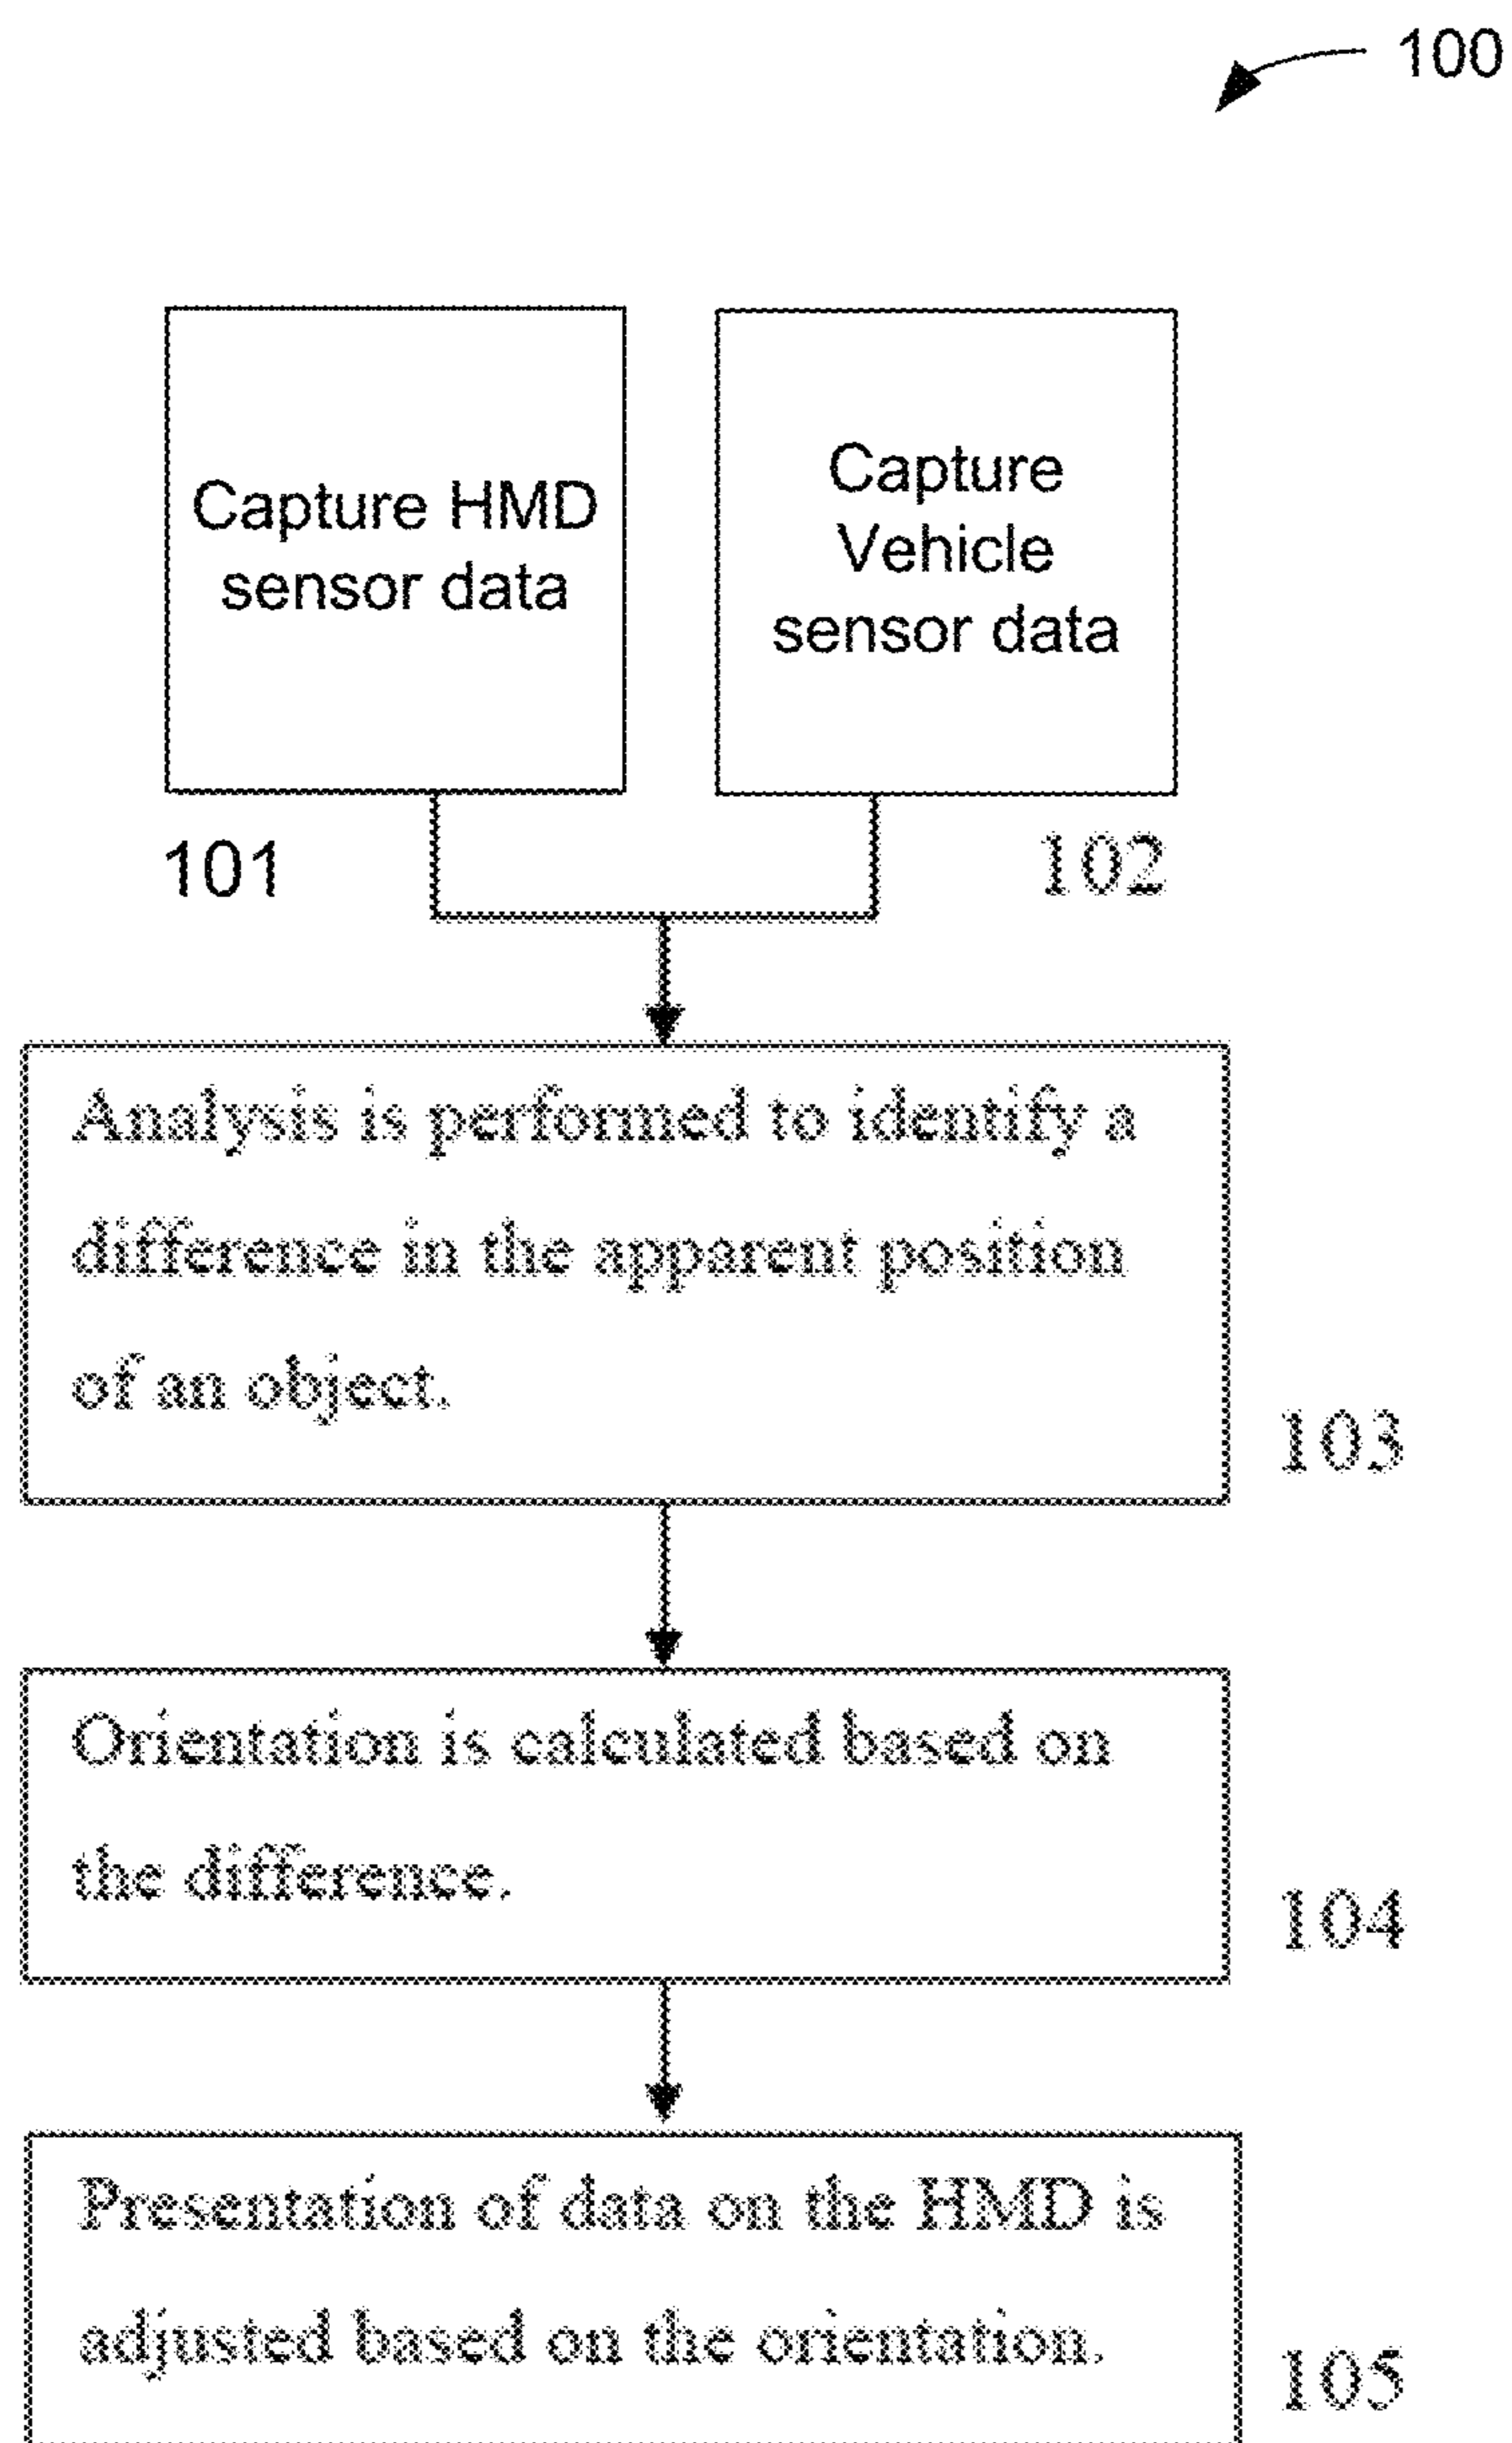 100
Capture HMD
sensor data
Capture
Vehicle
sensor data
101
102
Analysis is performed to identify a
difference in the apparent position
of an object.
103
Orientation is calculated based on
the difference.
104
Presentation of data on the HMD is
adjusted based on the orientation.
105